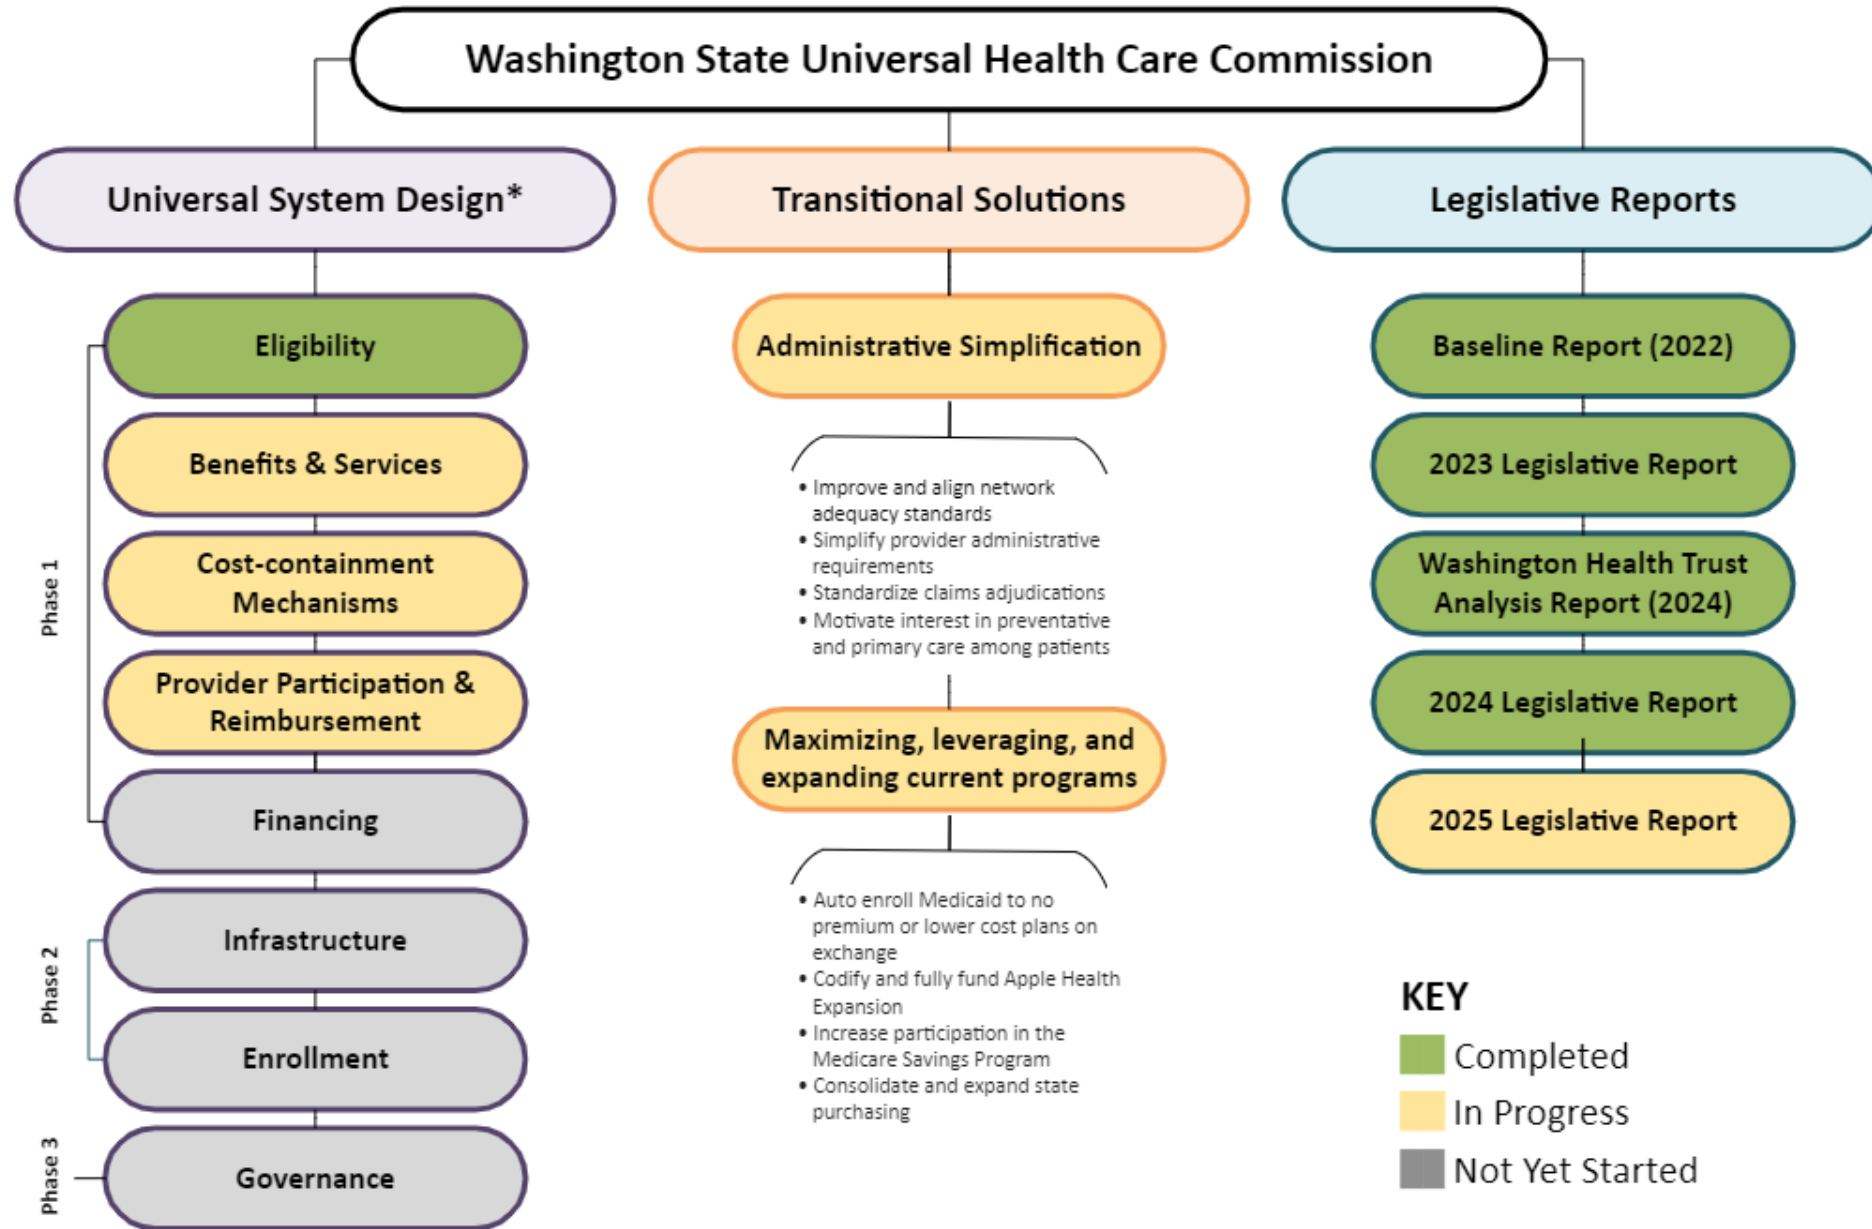 Washington State Universal Health Care Commission
Universal System Design*
Phase 1
Eligibility
Benefits & Services
Cost-containment
Mechanisms
Provider Participation &
Reimbursement
Financing
Phase 2
Infrastructure
Enrollment
Phase 3
Governance
Transitional Solutions
Administrative Simplification
• Improve and align network
adequacy standards
• Simplify provider administrative
requirements
• Standardize claims adjudications
• Motivate interest in preventative
and primary care among patients
Maximizing, leveraging, and
expanding current programs
• Auto enroll Medicaid to no
premium or lower cost plans on
exchange
• Codify and fully fund Apple Health
Expansion
• Increase participation in the
Medicare Savings Program
• Consolidate and expand state
purchasing
Legislative Reports
Baseline Report (2022)
2023 Legislative Report
Washington Health Trust
Analysis Report (2024)
2024 Legislative Report
2025 Legislative Report
KEY
Completed
In Progress
Not Yet Started